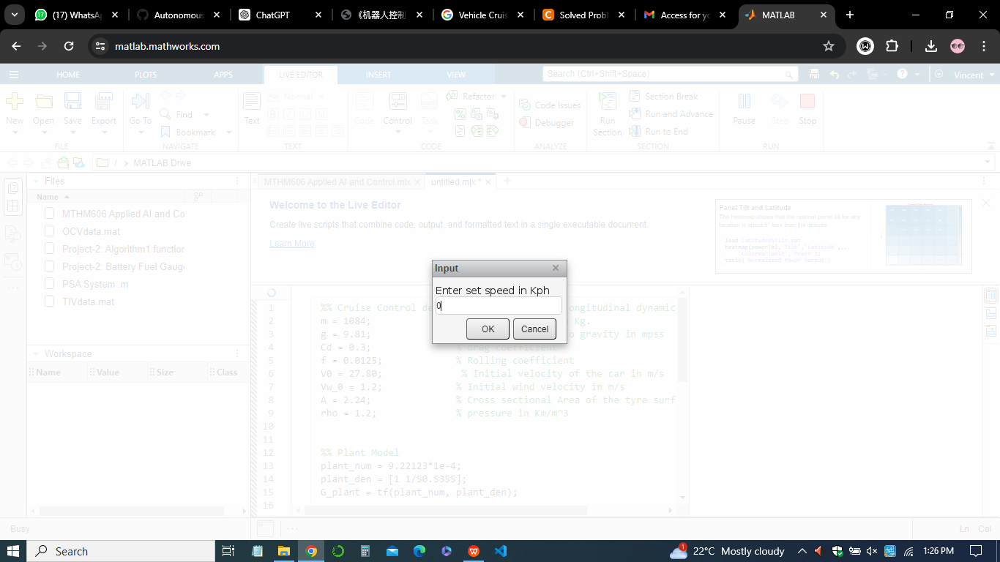 (17) WhatsA
Autonomous
ChatGPT
《机器人控制
Vehicle Cruis
Solved Probl
Access for yo
MATLAB
matlab.mathworks.com
HOME PLOTS APPS LIVE EDITOR INSERT VIEW
Search (Ctrl+Shift+Space)
Vincent
New Open Save Export
FILE
Go To Find Bookmark
NAVIGATE
Text Normal
B I U M
TEXT
Code Control Task Refactor
CODE
Code Issues
Debugger
ANALYZE
Run Section
Section Break
Run and Advance
Run to End
SECTION
Pause Step Stop
RUN
/ MATLAB Drive
Files
Name
MTHM606 Applied AI and Co
OCVdata.mat
Project-2: Algorithm1 function
Project-2: Battery Fuel Gauge
PSA System .m
TIVdata.mat
Workspace
Name Value Size Class
MTHM606 Applied AI and Control.mlx
untitled.mlx *
Welcome to the Live Editor
Create live scripts that combine code, output, and formatted text in a single executable document.
Learn More
Panel Tilt and Latitude
The heatmap shows that the optimal panel tilt for any
location is about 5° less than the latitude
load latitudeVSTilt.mat
heatmap(powerTbl,'Tilt','Latitude',...
'ColorVariable','Power');
title('Normalized Power Output')
Input
Enter set speed in Kph
0
OK Cancel
1 %% Cruise Control de ongitudinal dynamic
2 m = 1084; Kg.
3 g = 9.81; o gravity in mpss
4 Cd = 0.3; % drag coefficient
5 f = 0.0125; % Rolling coefficient
6 V0 = 27.80; % Initial velocity of the car in m/s
7 Vw_0 = 1.2; % Initial wind velocity in m/s
8 A = 2.24; % Cross sectional Area of the tyre surf
9 rho = 1.2; % pressure in Km/m^3
10
11
12 %% Plant Model
13 plant_num = 9.22123*1e-4;
14 plant_den = [1 1/50.5355];
15 G_plant = tf(plant_num, plant_den);
16
Busy
Ln Col
Search
1
22°C Mostly cloudy
1:26 PM